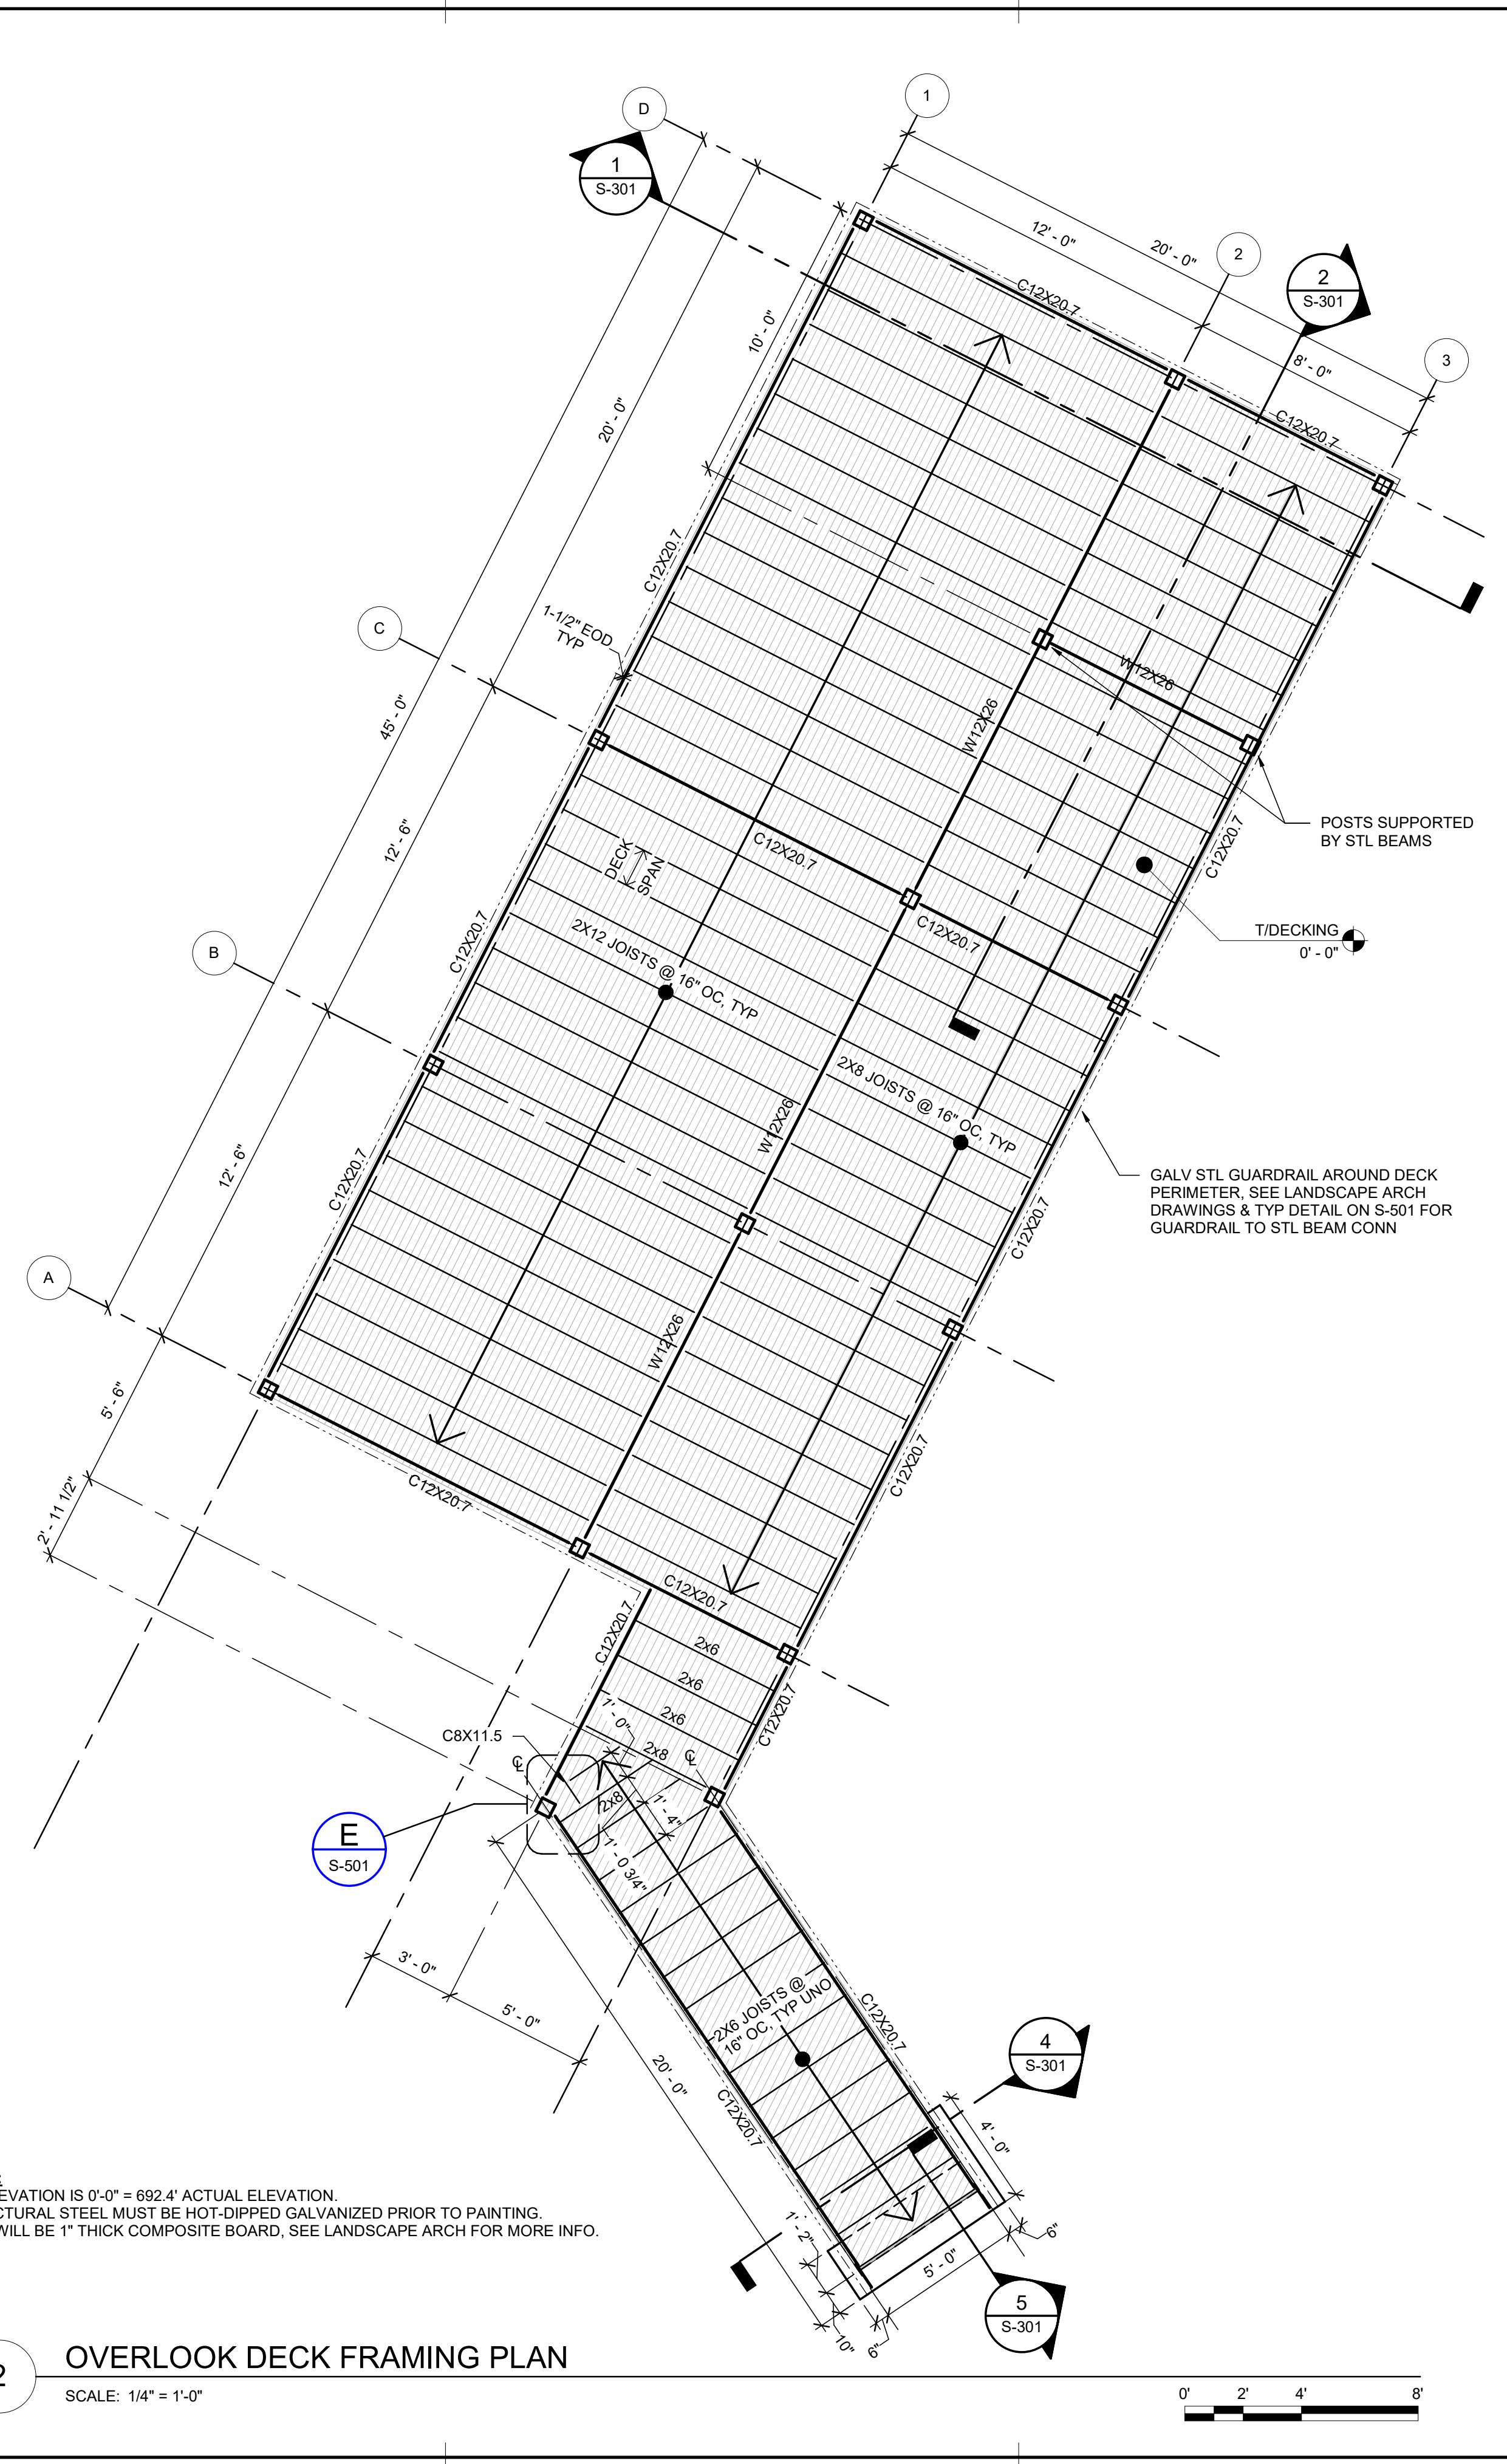 D
1
1
S-301
12' - 0"
20' - 0"
2
2
S-301
C12X20.7
10' - 0"
8' - 0"
3
C12X20.7
20' - 0"
C12X20.7
C
1-1/2" EOD
TYP
W12X26
W12X26
45' - 0"
POSTS SUPPORTED
BY STL BEAMS
12' - 6"
C12X20.7
C12X20.7
DECK
SPAN
C12X20.7
T/DECKING
0' - 0"
B
C12X20.7
2X12 JOISTS @ 16" OC, TYP
2X8 JOISTS @ 16" OC, TYP
W12X26
12' - 6"
C12X20.7
GALV STL GUARDRAIL AROUND DECK
PERIMETER, SEE LANDSCAPE ARCH
DRAWINGS & TYP DETAIL ON S-501 FOR
GUARDRAIL TO STL BEAM CONN
C12X20.7
A
W12X26
5' - 6"
C12X20.7
C12X20.7
2' - 11 1/2"
C12X20.7
C12X20.7
2x6
2x6
2x6
C12X20.7
1' - 0"
C8X11.5
2x8
CL
CL
2x8
1' - 4"
E
S-501
1' - 0 3/4"
3' - 0"
5' - 0"
2X6 JOISTS @
16" OC, TYP UNO
C12X20.7
4
S-301
20' - 0"
C12X20.7
4' - 0"
EVATION IS 0'-0" = 692.4' ACTUAL ELEVATION.
CTURAL STEEL MUST BE HOT-DIPPED GALVANIZED PRIOR TO PAINTING.
WILL BE 1" THICK COMPOSITE BOARD, SEE LANDSCAPE ARCH FOR MORE INFO.
1' - 2"
6"
5' - 0"
5
S-301
10"
6"
2
OVERLOOK DECK FRAMING PLAN
SCALE: 1/4" = 1'-0"
0'
2'
4'
8'